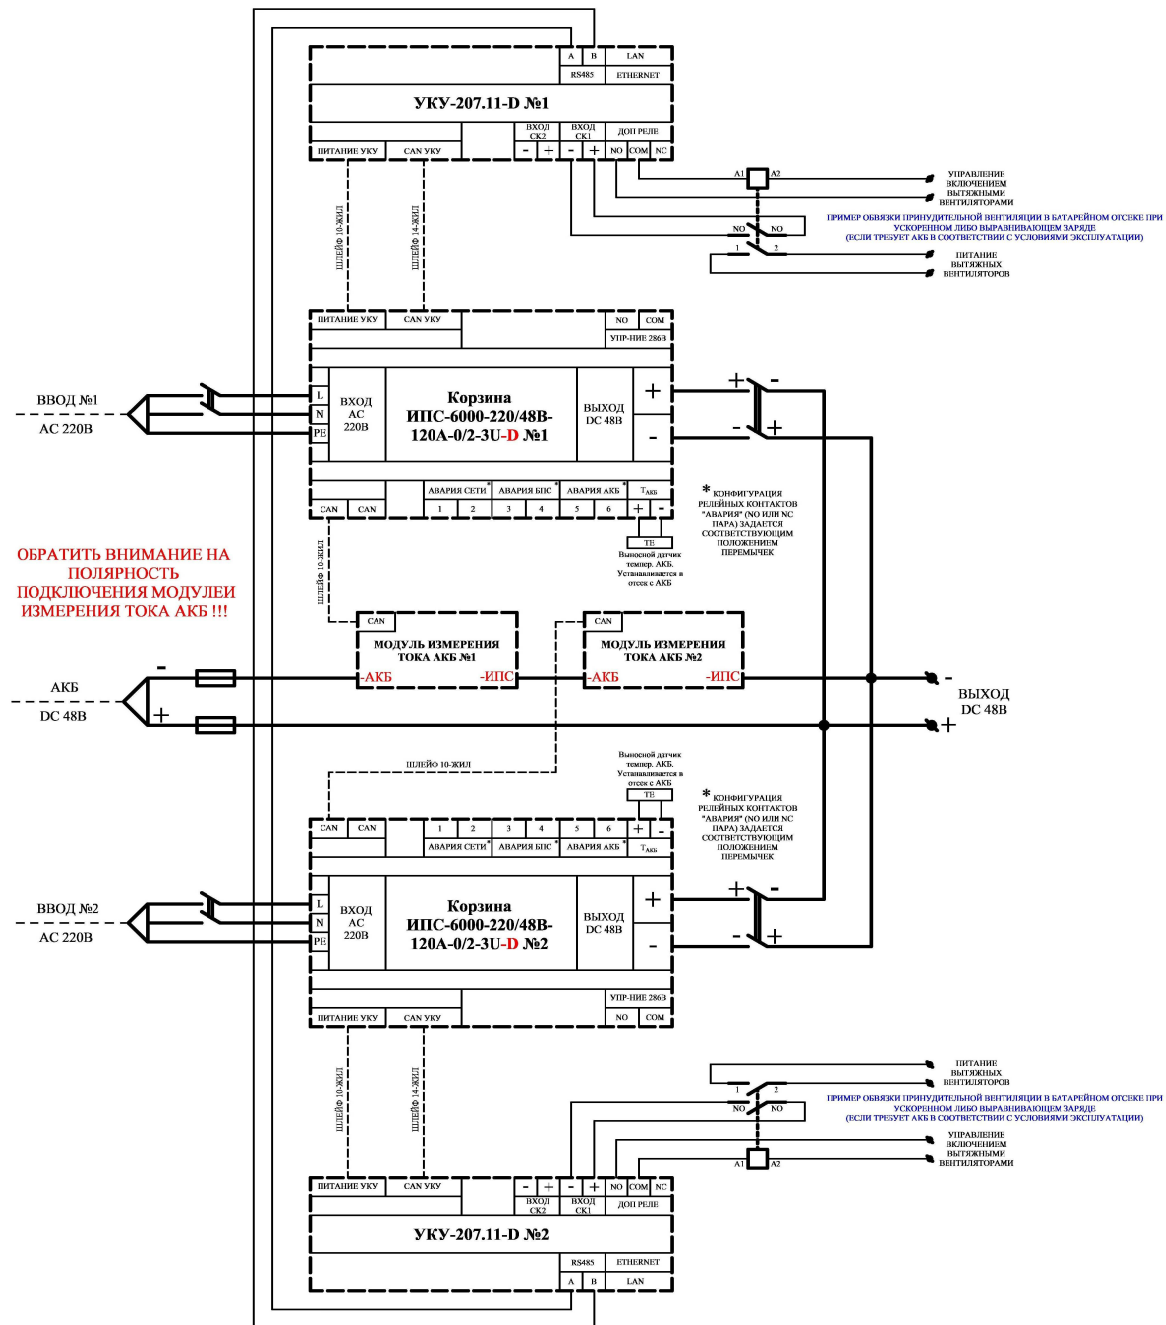 A B LAN
RS485 ETHERNET
УКУ-207.11-D №1
ВХОД СК2 ВХОД СК1 ДОП РЕЛЕ
ПИТАНИЕ УКУ CAN УКУ - + - + NO COM NC
ШЛЕЙФ 10-ЖИЛ
ШЛЕЙФ 14-ЖИЛ
A1 A2
УПРАВЛЕНИЕ
ВКЛЮЧЕНИЕМ
ВЫТЯЖНЫМИ
ВЕНТИЛЯТОРАМИ
ПРИМЕР ОБВЯЗКИ ПРИНУДИТЕЛЬНОЙ ВЕНТИЛЯЦИИ В БАТАРЕЙНОМ ОТСЕКЕ ПРИ
УСКОРЕННОМ ЛИБО ВЫРАВНИВАЮЩЕМ ЗАРЯДЕ
(ЕСЛИ ТРЕБУЕТ АКБ В СООТВЕТСТВИИ С УСЛОВИЯМИ ЭКСПЛУАТАЦИИ)
NO NO
1 2
ПИТАНИЕ
ВЫТЯЖНЫХ
ВЕНТИЛЯТОРОВ
ПИТАНИЕ УКУ CAN УКУ NO COM
УПР-НИЕ 286В
ВВОД №1
AC 220В
L
N
PE
ВХОД
AC
220В
Корзина
ИПС-6000-220/48В-
120А-0/2-3U-D №1
ВЫХОД
DC 48В
+
-
+ -
- +
АВАРИЯ СЕТИ* АВАРИЯ БПС* АВАРИЯ АКБ* TАКБ
CAN CAN 1 2 3 4 5 6 + -
TE
Выносной датчик
темпер. АКБ.
Устанавливается в
отсек с АКБ
* КОНФИГУРАЦИЯ
РЕЛЕЙНЫХ КОНТАКТОВ
"АВАРИЯ" (NO ИЛИ NC
ПАРА) ЗАДАЕТСЯ
СООТВЕТСТВУЮЩИМ
ПОЛОЖЕНИЕМ
ПЕРЕМЫЧЕК
ШЛЕЙФ 10-ЖИЛ
ОБРАТИТЬ ВНИМАНИЕ НА
ПОЛЯРНОСТЬ
ПОДКЛЮЧЕНИЯ МОДУЛЕЙ
ИЗМЕРЕНИЯ ТОКА АКБ !!!
CAN
МОДУЛЬ ИЗМЕРЕНИЯ
ТОКА АКБ №1
-АКБ -ИПС
CAN
МОДУЛЬ ИЗМЕРЕНИЯ
ТОКА АКБ №2
-АКБ -ИПС
АКБ
DC 48В
-
+
-
+
ВЫХОД
DC 48В
ШЛЕЙФ 10-ЖИЛ
Выносной датчик
темпер. АКБ.
Устанавливается в
отсек с АКБ
TE
* КОНФИГУРАЦИЯ
РЕЛЕЙНЫХ КОНТАКТОВ
"АВАРИЯ" (NO ИЛИ NC
ПАРА) ЗАДАЕТСЯ
СООТВЕТСТВУЮЩИМ
ПОЛОЖЕНИЕМ
ПЕРЕМЫЧЕК
CAN CAN 1 2 3 4 5 6 + -
АВАРИЯ СЕТИ* АВАРИЯ БПС* АВАРИЯ АКБ* TАКБ
ВВОД №2
AC 220В
L
N
PE
ВХОД
AC
220В
Корзина
ИПС-6000-220/48В-
120А-0/2-3U-D №2
ВЫХОД
DC 48В
+
-
+ -
- +
УПР-НИЕ 286В
ПИТАНИЕ УКУ CAN УКУ NO COM
ШЛЕЙФ 10-ЖИЛ
ШЛЕЙФ 14-ЖИЛ
ПИТАНИЕ
ВЫТЯЖНЫХ
ВЕНТИЛЯТОРОВ
1 2
NO NO
ПРИМЕР ОБВЯЗКИ ПРИНУДИТЕЛЬНОЙ ВЕНТИЛЯЦИИ В БАТАРЕЙНОМ ОТСЕКЕ ПРИ
УСКОРЕННОМ ЛИБО ВЫРАВНИВАЮЩЕМ ЗАРЯДЕ
(ЕСЛИ ТРЕБУЕТ АКБ В СООТВЕТСТВИИ С УСЛОВИЯМИ ЭКСПЛУАТАЦИИ)
УПРАВЛЕНИЕ
ВКЛЮЧЕНИЕМ
ВЫТЯЖНЫМИ
ВЕНТИЛЯТОРАМИ
A1 A2
ПИТАНИЕ УКУ CAN УКУ - + - + NO COM NC
ВХОД СК2 ВХОД СК1 ДОП РЕЛЕ
УКУ-207.11-D №2
RS485 ETHERNET
A B LAN